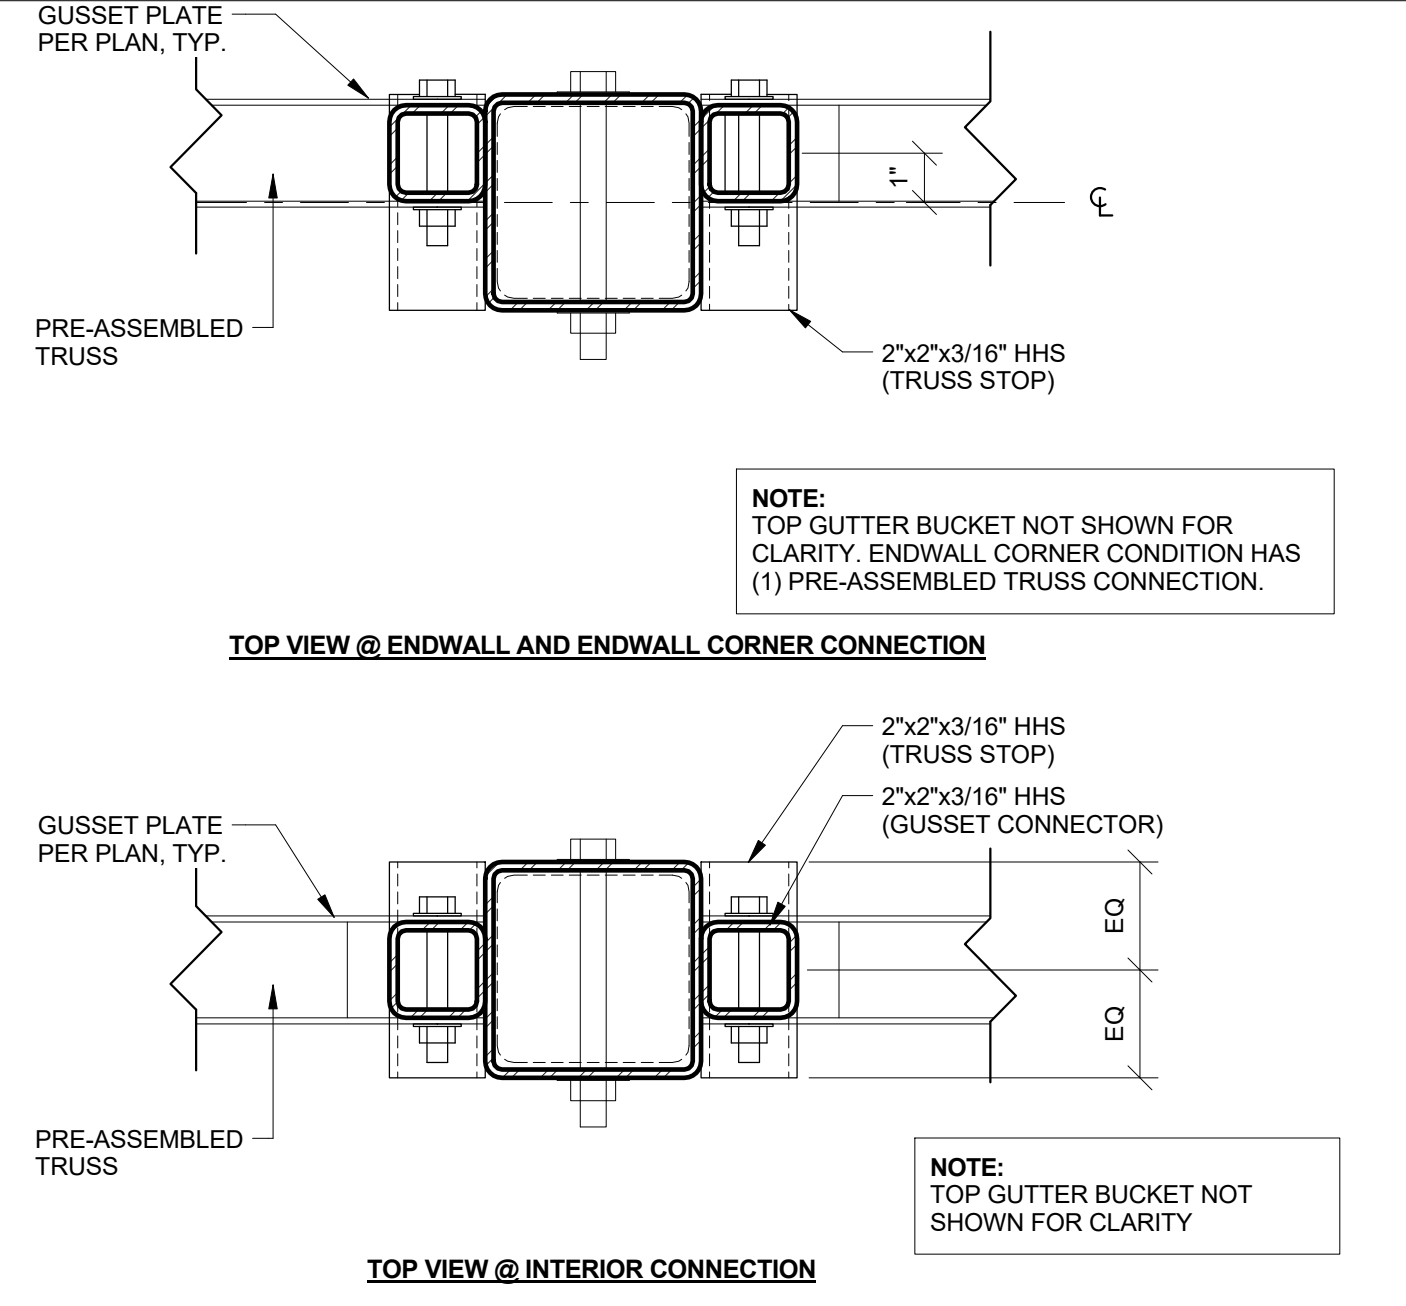 GUSSET PLATE
PER PLAN, TYP.
1"
℄
PRE-ASSEMBLED
TRUSS
2"x2"x3/16" HHS
(TRUSS STOP)
NOTE:
TOP GUTTER BUCKET NOT SHOWN FOR
CLARITY. ENDWALL CORNER CONDITION HAS
(1) PRE-ASSEMBLED TRUSS CONNECTION.
TOP VIEW @ ENDWALL AND ENDWALL CORNER CONNECTION
2"x2"x3/16" HHS
(TRUSS STOP)
2"x2"x3/16" HHS
(GUSSET CONNECTOR)
GUSSET PLATE
PER PLAN, TYP.
EQ
EQ
PRE-ASSEMBLED
TRUSS
NOTE:
TOP GUTTER BUCKET NOT
SHOWN FOR CLARITY
TOP VIEW @ INTERIOR CONNECTION